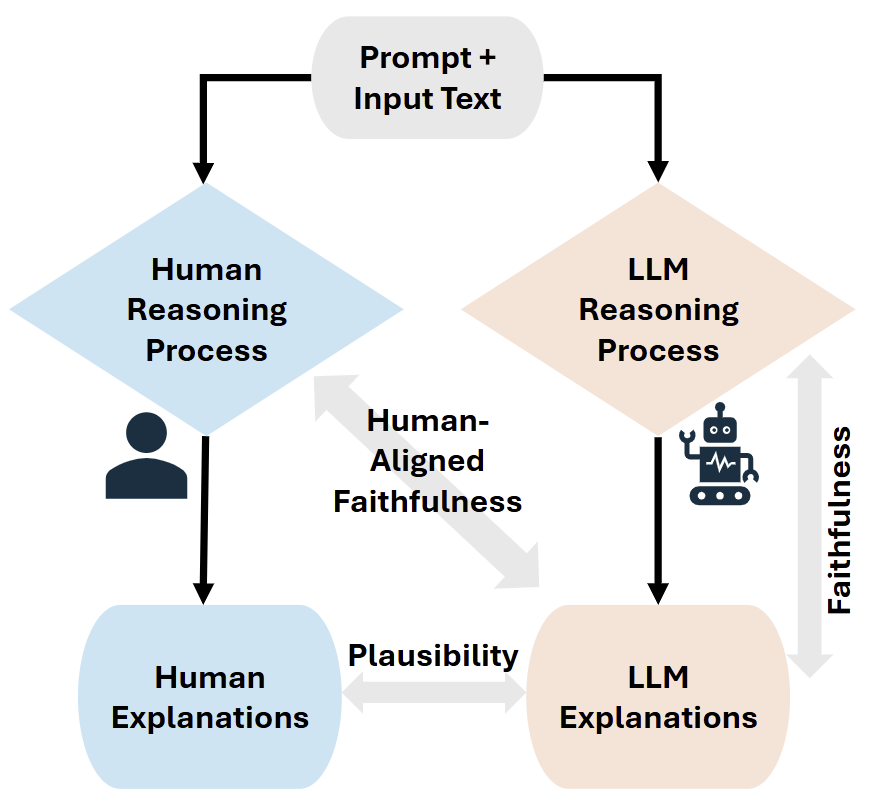 Prompt +
Input Text
Human
Reasoning
Process
LLM
Reasoning
Process
Human-
Aligned
Faithfulness
Faithfulness
Plausibility
Human
Explanations
LLM
Explanations